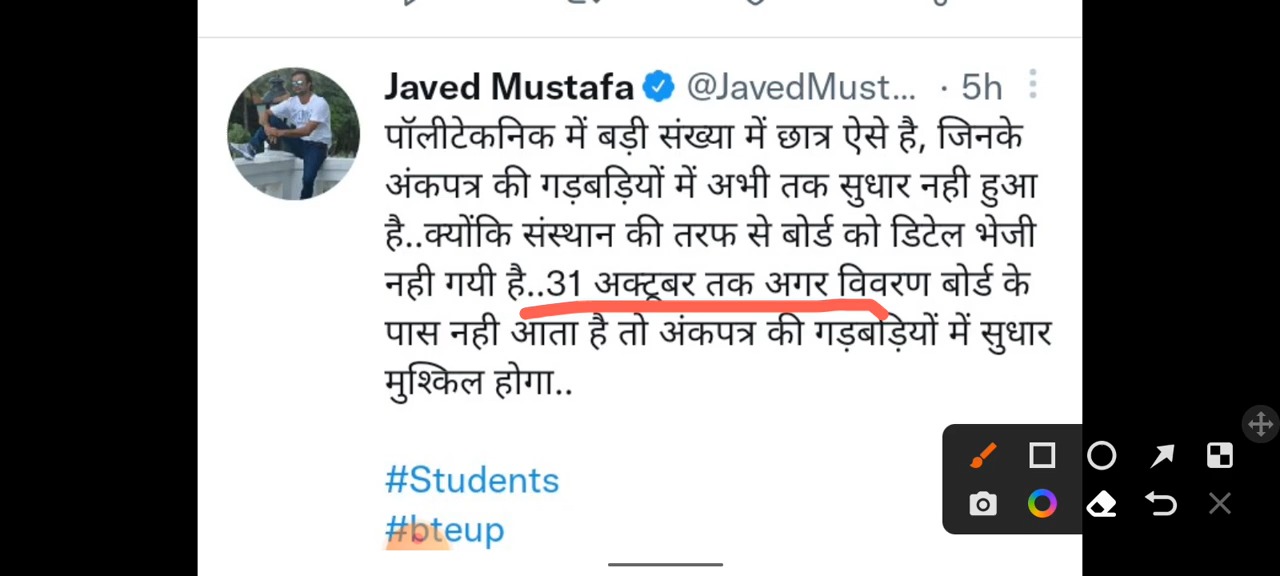 Javed Mustafa @JavedMust... · 5h
पॉलीटेकनिक में बड़ी संख्या में छात्र ऐसे है, जिनके
अंकपत्र की गड़बड़ियों में अभी तक सुधार नही हुआ
है..क्योंकि संस्थान की तरफ से बोर्ड को डिटेल भेजी
नही गयी है..31 अक्टूबर तक अगर विवरण बोर्ड के
पास नही आता है तो अंकपत्र की गड़बड़ियों में सुधार
मुश्किल होगा..
#Students
#bteup